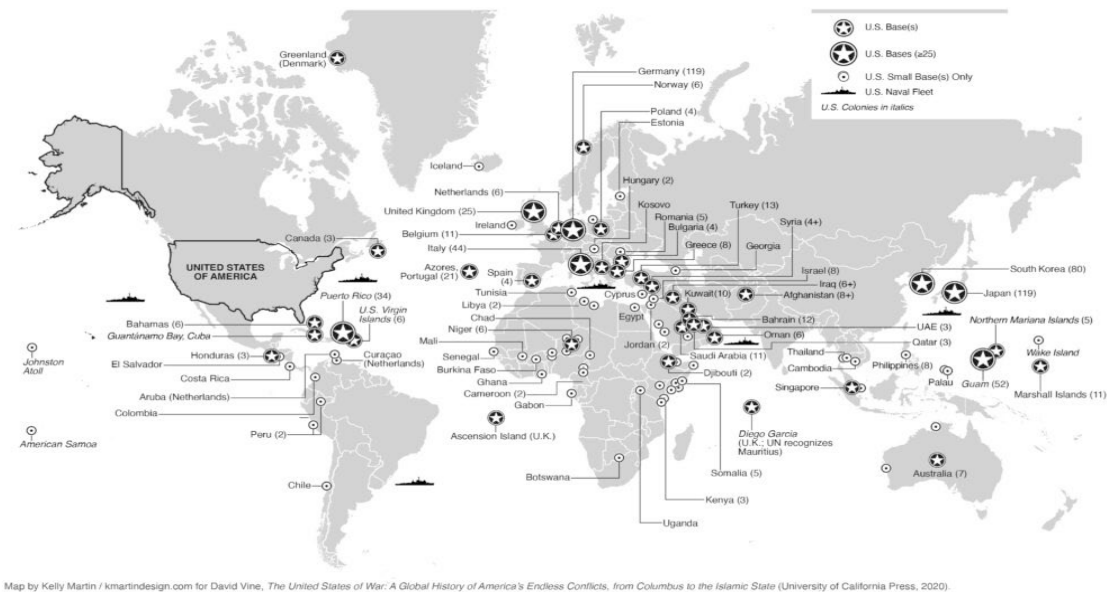 U.S. Base(s)
U.S. Bases (≥25)
U.S. Small Base(s) Only
U.S. Naval Fleet
U.S. Colonies in italics
Greenland
(Denmark)
Germany (119)
Norway (6)
Poland (4)
Estonia
Iceland
Hungary (2)
Netherlands (6)
Kosovo
United Kingdom (25)
Romania (5)
Turkey (13)
Ireland
Bulgaria (4)
Syria (4+)
Belgium (11)
Greece (8)
Georgia
Canada (3)
Italy (44)
UNITED STATES
OF AMERICA
Azores,
Portugal (21)
Spain
(4)
Israel (8)
Iraq (6+)
South Korea (80)
Puerto Rico (34)
Tunisia
Cyprus
Kuwait(10)
Afghanistan (8+)
Japan (119)
U.S. Virgin
Islands (6)
Libya (2)
Egypt
Bahamas (6)
Chad
Bahrain (12)
Northern Mariana Islands (5)
Guantánamo Bay, Cuba
Niger (6)
Oman (6)
UAE (3)
Mali
Jordan (2)
Qatar (3)
Honduras (3)
Curaçao
(Netherlands)
Senegal
Saudi Arabia (11)
Thailand
Wake Island
Johnston
Atoll
El Salvador
Burkina Faso
Djibouti (2)
Cambodia
Philippines (8)
Costa Rica
Ghana
Palau
Guam (52)
Aruba (Netherlands)
Cameroon (2)
Singapore
Marshall Islands (11)
Colombia
Gabon
Peru (2)
Ascension Island (U.K.)
Diego Garcia
(U.K.; UN recognizes
Mauritius)
American Samoa
Somalia (5)
Australia (7)
Botswana
Chile
Kenya (3)
Uganda
Map by Kelly Martin / kmartindesign.com for David Vine, The United States of War: A Global History of America's Endless Conflicts, from Columbus to the Islamic State (University of California Press, 2020).